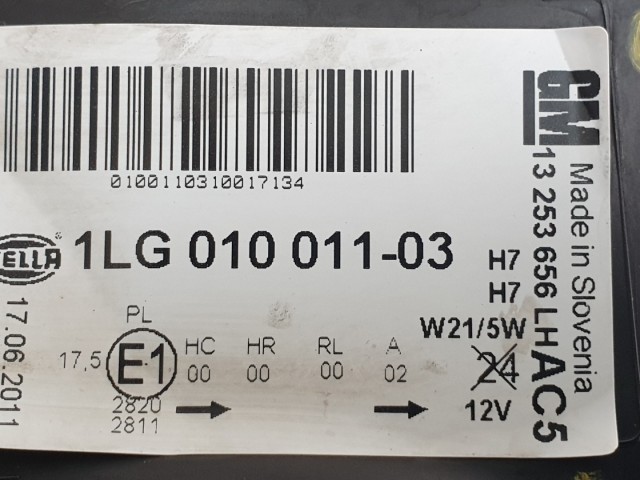 0100110310017134
HELLA ® 1LG 010 011-03
H7
H7
W21/5W
24
12V
PL
17,5 E1
HC HR RL A
00 00 00 02
2820
2811
17.06.2011
GM
13 253 656 LH AC5
Made in Slovenia